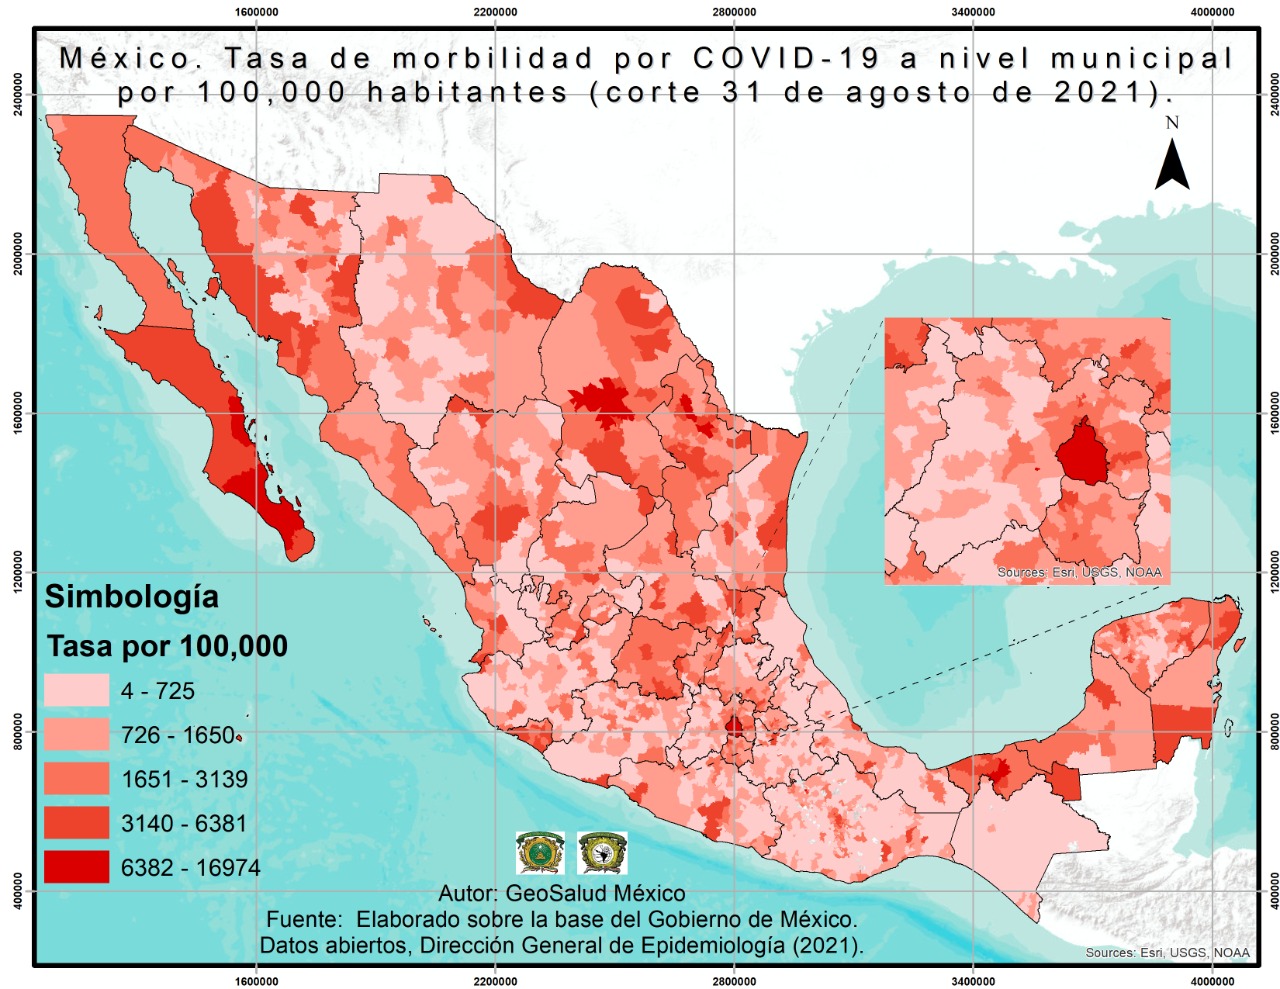 1600000 2200000 2800000 3400000 4000000
México. Tasa de morbilidad por COVID-19 a nivel municipal
por 100,000 habitantes (corte 31 de agosto de 2021).
2400000 2400000
N
2000000 2000000
1600000 1600000
Sources: Esri, USGS, NOAA
1200000 1200000
Simbología
Tasa por 100,000
4 - 725
726 - 1650
800000 800000
1651 - 3139
3140 - 6381
6382 - 16974
400000 400000
Autor: GeoSalud México
Fuente: Elaborado sobre la base del Gobierno de México.
Datos abiertos, Dirección General de Epidemiología (2021).
Sources: Esri, USGS, NOAA
1600000 2200000 2800000 3400000 4000000